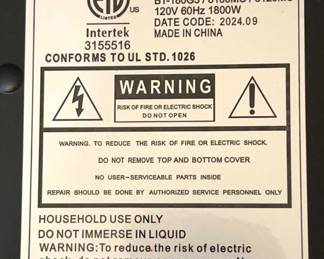 ETL
US
LISTED
Intertek
3155516
120V 60Hz 1800W
DATE CODE: 2024.09
MADE IN CHINA
CONFORMS TO UL STD.1026
WARNING
RISK OF FIRE OR ELECTRIC SHOCK
DO NOT OPEN
WARNING. TO REDUCE THE RISK OF FIRE OR ELECTRIC SHOCK,
DO NOT REMOVE TOP AND BOTTOM COVER
NO USER-SERVICEABLE PARTS INSIDE
REPAIR SHOULD BE DONE BY AUTHORIZED SERVICE PERSONNEL ONLY
HOUSEHOLD USE ONLY
DO NOT IMMERSE IN LIQUID
WARNING:To reduce the risk of electric